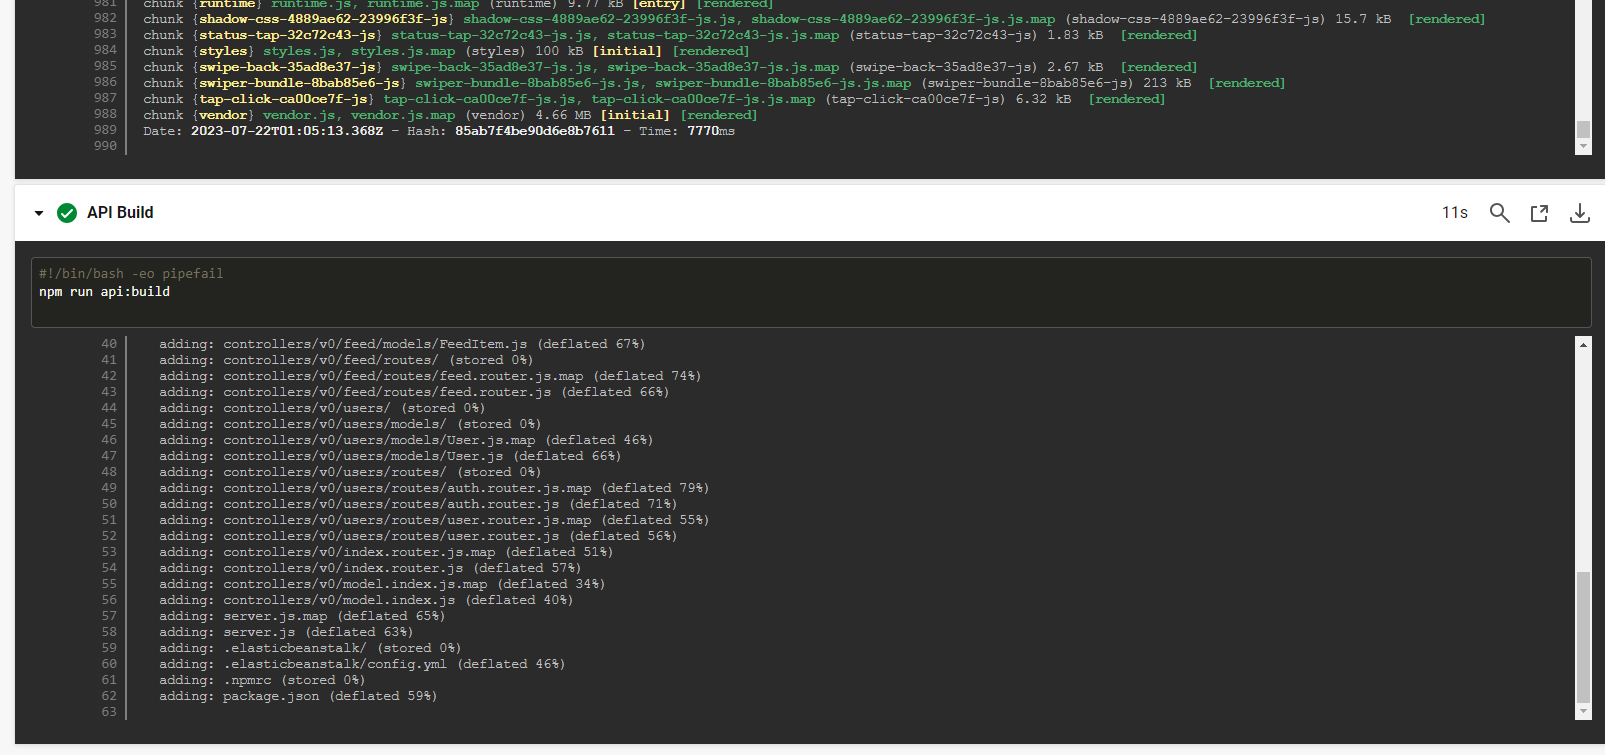 981 chunk {runtime} runtime.js, runtime.js.map (runtime) 9.77 kB [entry] [rendered]
982 chunk {shadow-css-4889ae62-23996f3f-js} shadow-css-4889ae62-23996f3f-js.js, shadow-css-4889ae62-23996f3f-js.js.map (shadow-css-4889ae62-23996f3f-js) 15.7 kB [rendered]
983 chunk {status-tap-32c72c43-js} status-tap-32c72c43-js.js, status-tap-32c72c43-js.js.map (status-tap-32c72c43-js) 1.83 kB [rendered]
984 chunk {styles} styles.js, styles.js.map (styles) 100 kB [initial] [rendered]
985 chunk {swipe-back-35ad8e37-js} swipe-back-35ad8e37-js.js, swipe-back-35ad8e37-js.js.map (swipe-back-35ad8e37-js) 2.67 kB [rendered]
986 chunk {swiper-bundle-8bab85e6-js} swiper-bundle-8bab85e6-js.js, swiper-bundle-8bab85e6-js.js.map (swiper-bundle-8bab85e6-js) 213 kB [rendered]
987 chunk {tap-click-ca00ce7f-js} tap-click-ca00ce7f-js.js, tap-click-ca00ce7f-js.js.map (tap-click-ca00ce7f-js) 6.32 kB [rendered]
988 chunk {vendor} vendor.js, vendor.js.map (vendor) 4.66 MB [initial] [rendered]
989 Date: 2023-07-22T01:05:13.368Z - Hash: 85ab7f4be90d6e8b7611 - Time: 7770ms
990
API Build 11s
#!/bin/bash -eo pipefail
npm run api:build
40 adding: controllers/v0/feed/models/FeedItem.js (deflated 67%)
41 adding: controllers/v0/feed/routes/ (stored 0%)
42 adding: controllers/v0/feed/routes/feed.router.js.map (deflated 74%)
43 adding: controllers/v0/feed/routes/feed.router.js (deflated 66%)
44 adding: controllers/v0/users/ (stored 0%)
45 adding: controllers/v0/users/models/ (stored 0%)
46 adding: controllers/v0/users/models/User.js.map (deflated 46%)
47 adding: controllers/v0/users/models/User.js (deflated 66%)
48 adding: controllers/v0/users/routes/ (stored 0%)
49 adding: controllers/v0/users/routes/auth.router.js.map (deflated 79%)
50 adding: controllers/v0/users/routes/auth.router.js (deflated 71%)
51 adding: controllers/v0/users/routes/user.router.js.map (deflated 55%)
52 adding: controllers/v0/users/routes/user.router.js (deflated 56%)
53 adding: controllers/v0/index.router.js.map (deflated 51%)
54 adding: controllers/v0/index.router.js (deflated 57%)
55 adding: controllers/v0/model.index.js.map (deflated 34%)
56 adding: controllers/v0/model.index.js (deflated 40%)
57 adding: server.js.map (deflated 65%)
58 adding: server.js (deflated 63%)
59 adding: .elasticbeanstalk/ (stored 0%)
60 adding: .elasticbeanstalk/config.yml (deflated 46%)
61 adding: .npmrc (stored 0%)
62 adding: package.json (deflated 59%)
63